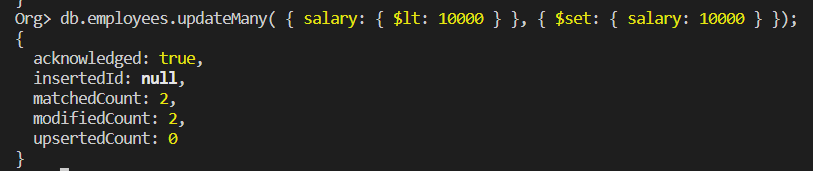 }
Org> db.employees.updateMany( { salary: { $lt: 10000 } }, { $set: { salary: 10000 } });
{
  acknowledged: true,
  insertedId: null,
  matchedCount: 2,
  modifiedCount: 2,
  upsertedCount: 0
}